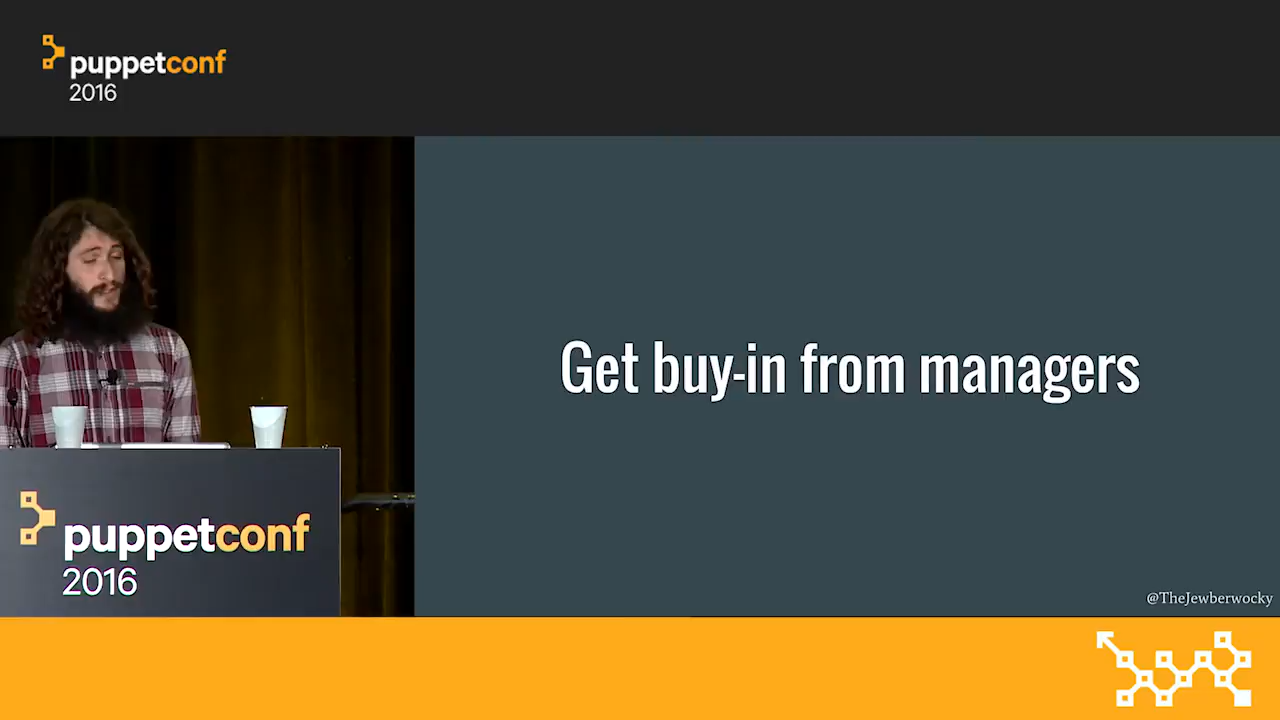 puppetconf
2016
Get buy-in from managers
puppetconf
2016
@TheJewberwocky